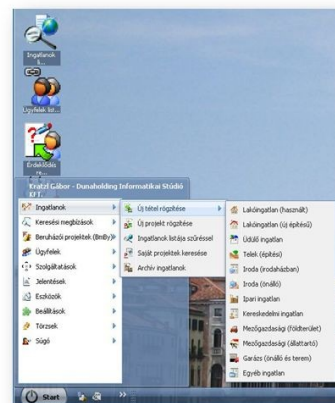 Ingatlanok
li...
Ügyfelek list...
Érdeklődés
re...
Kratzl Gábor - Dunaholding Informatikai Stúdió
KFT.
Ingatlanok
Keresési megbízások
Beruházói projektek (BmBy)
Ügyfelek
Szolgáltatások
Jelentések
Eszközök
Beállítások
Törzsek
Súgó
Új tétel rögzítése
Új projekt rögzítése
Ingatlanok listája szűréssel
Saját projektek keresése
Archív ingatlanok
Lakóingatlan (használt)
Lakóingatlan (új építésű)
Üdülő ingatlan
Telek (építési)
Iroda (irodaházban)
Iroda (önálló)
Ipari ingatlan
Kereskedelmi ingatlan
Mezőgazdasági (földterület)
Mezőgazdasági (állattartó)
Garázs (önálló és terem)
Egyéb ingatlan
Start